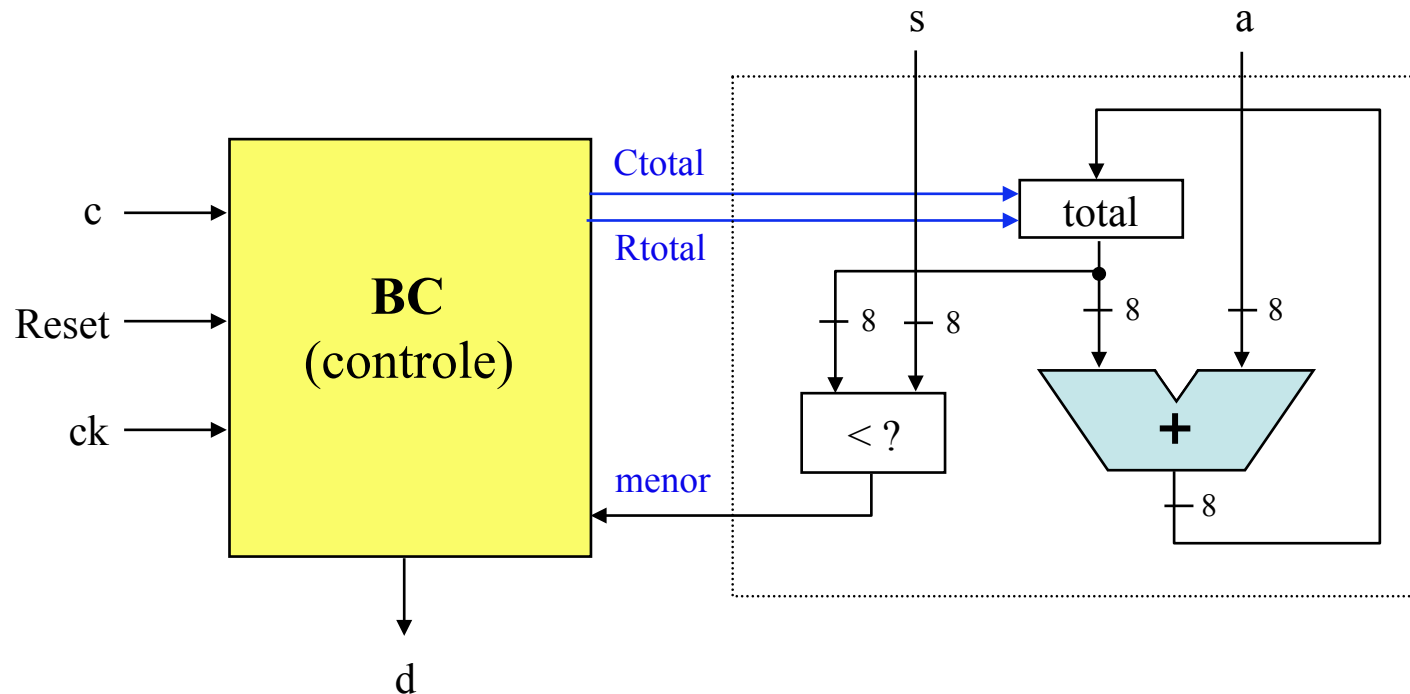 s
a
Ctotal
c
total
Rtotal
BC
(controle)
Reset
8
8
8
8
ck
< ?
+
menor
8
d